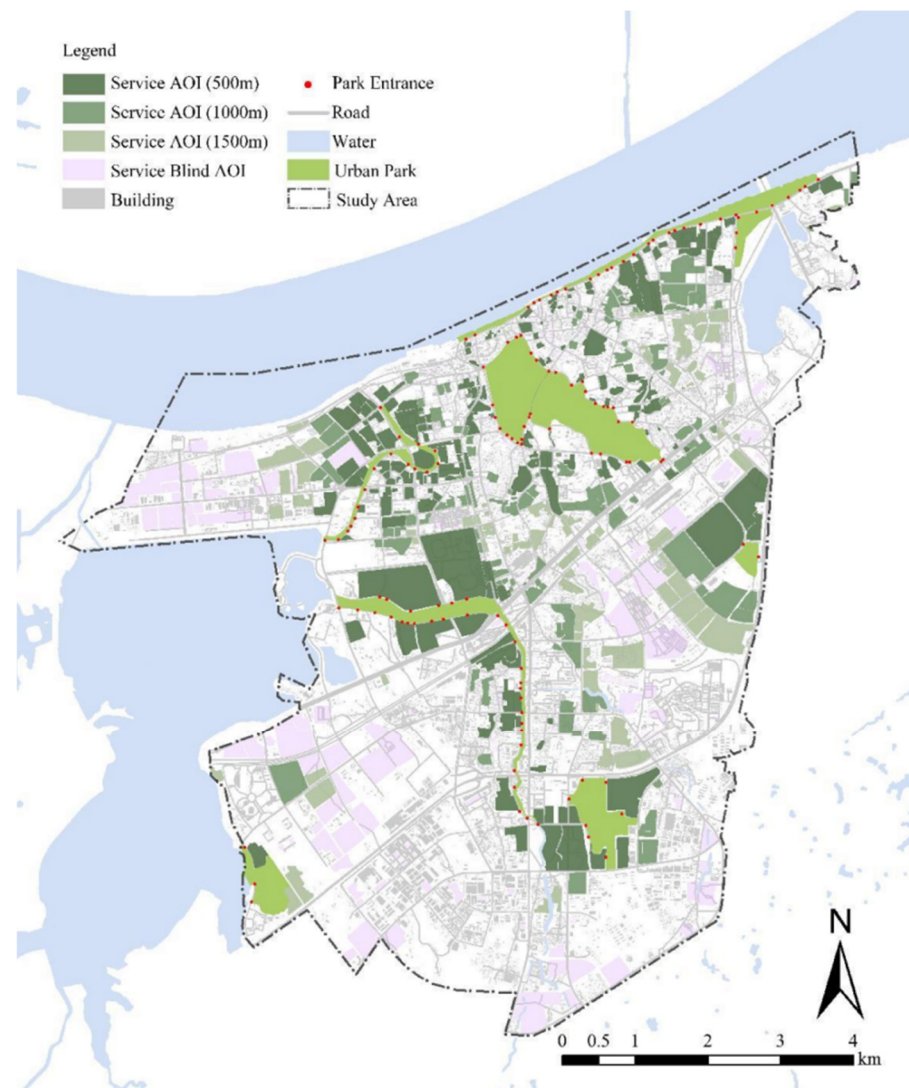 Legend
Service AOI (500m)
Service AOI (1000m)
Service AOI (1500m)
Service Blind AOI
Building
Park Entrance
Road
Water
Urban Park
Study Area
N
0 0.5 1 2 3 4
km